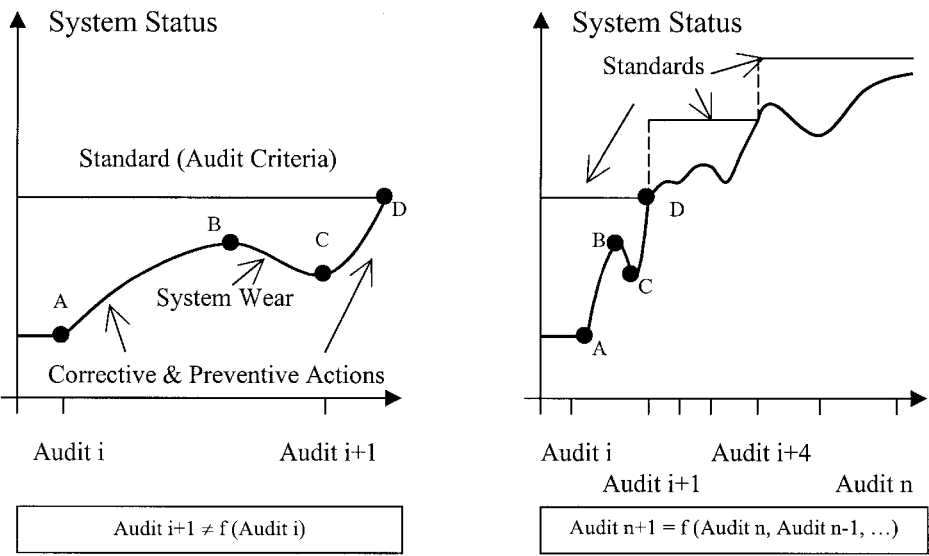 System Status
Standard (Audit Criteria)
A
B
C
D
System Wear
Corrective & Preventive Actions
Audit i
Audit i+1
Audit i+1 ≠ f (Audit i)
System Status
Standards
D
B
C
A
Audit i
Audit i+4
Audit i+1
Audit n
Audit n+1 = f (Audit n, Audit n-1, …)